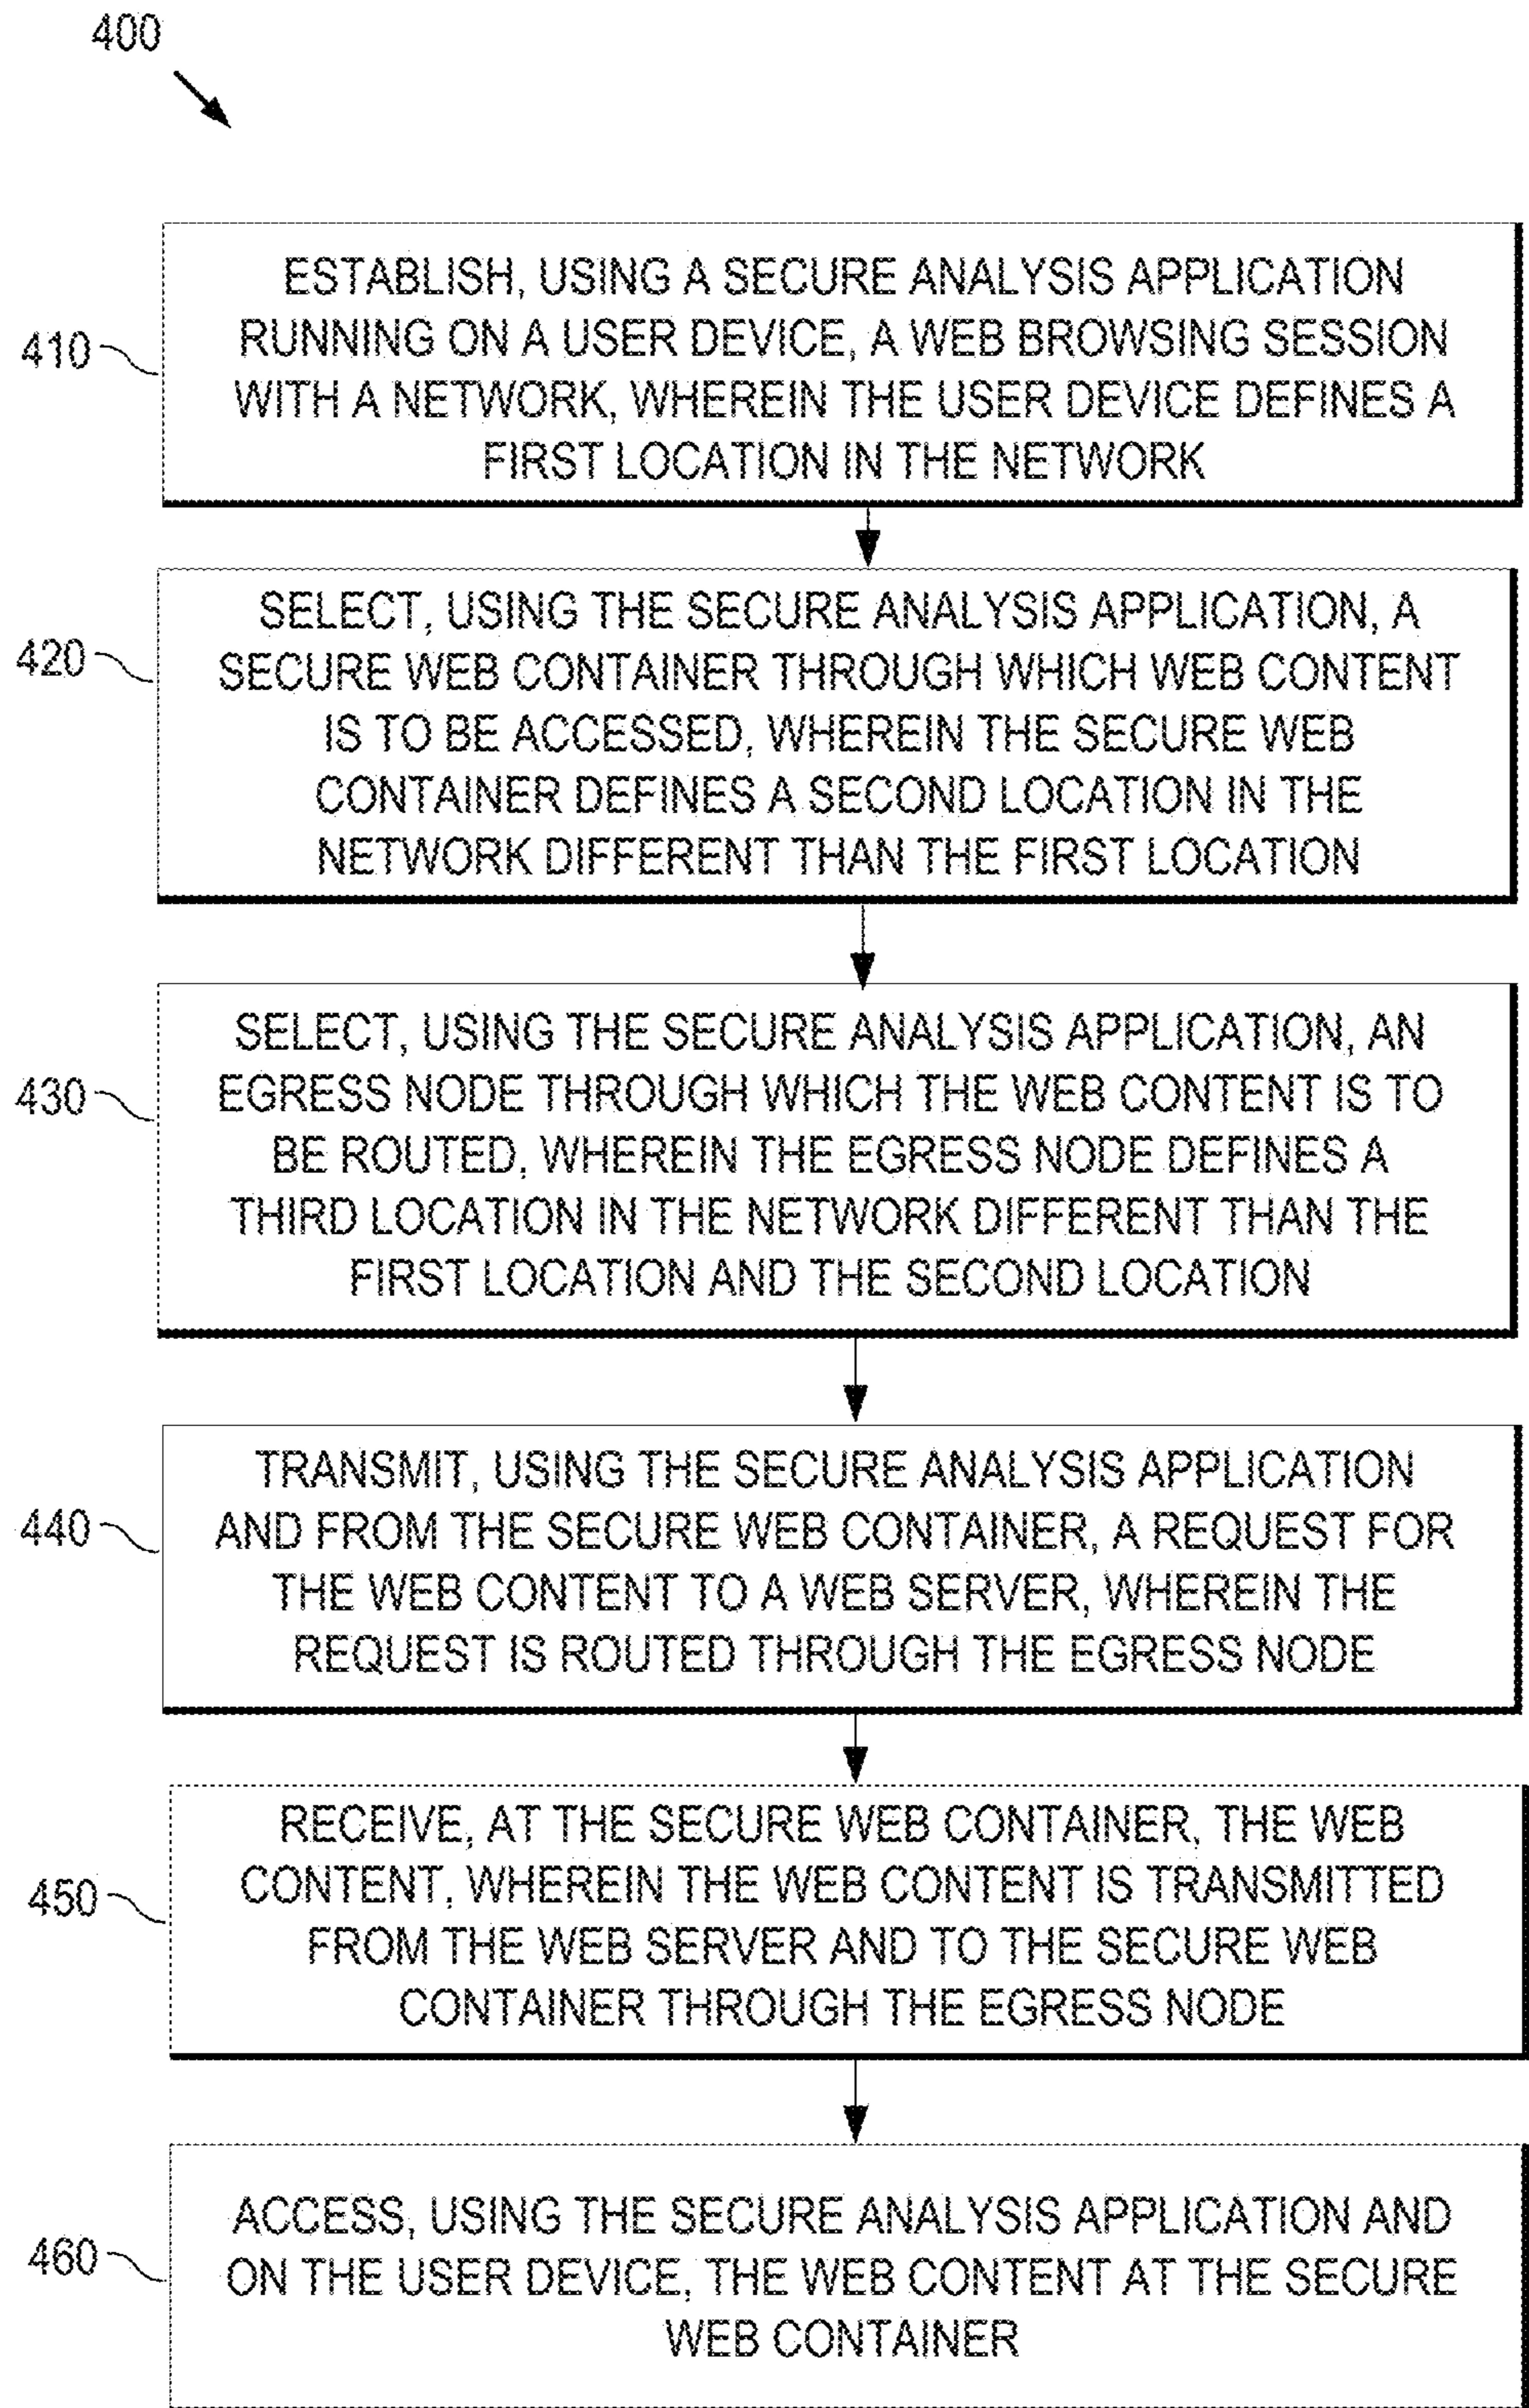 400
410
ESTABLISH, USING A SECURE ANALYSIS APPLICATION
RUNNING ON A USER DEVICE, A WEB BROWSING SESSION
WITH A NETWORK, WHEREIN THE USER DEVICE DEFINES A
FIRST LOCATION IN THE NETWORK
420
SELECT, USING THE SECURE ANALYSIS APPLICATION, A
SECURE WEB CONTAINER THROUGH WHICH WEB CONTENT
IS TO BE ACCESSED, WHEREIN THE SECURE WEB
CONTAINER DEFINES A SECOND LOCATION IN THE
NETWORK DIFFERENT THAN THE FIRST LOCATION
430
SELECT, USING THE SECURE ANALYSIS APPLICATION, AN
EGRESS NODE THROUGH WHICH THE WEB CONTENT IS TO
BE ROUTED, WHEREIN THE EGRESS NODE DEFINES A
THIRD LOCATION IN THE NETWORK DIFFERENT THAN THE
FIRST LOCATION AND THE SECOND LOCATION
440
TRANSMIT, USING THE SECURE ANALYSIS APPLICATION
AND FROM THE SECURE WEB CONTAINER, A REQUEST FOR
THE WEB CONTENT TO A WEB SERVER, WHEREIN THE
REQUEST IS ROUTED THROUGH THE EGRESS NODE
450
RECEIVE, AT THE SECURE WEB CONTAINER, THE WEB
CONTENT, WHEREIN THE WEB CONTENT IS TRANSMITTED
FROM THE WEB SERVER AND TO THE SECURE WEB
CONTAINER THROUGH THE EGRESS NODE
460
ACCESS, USING THE SECURE ANALYSIS APPLICATION AND
ON THE USER DEVICE, THE WEB CONTENT AT THE SECURE
WEB CONTAINER